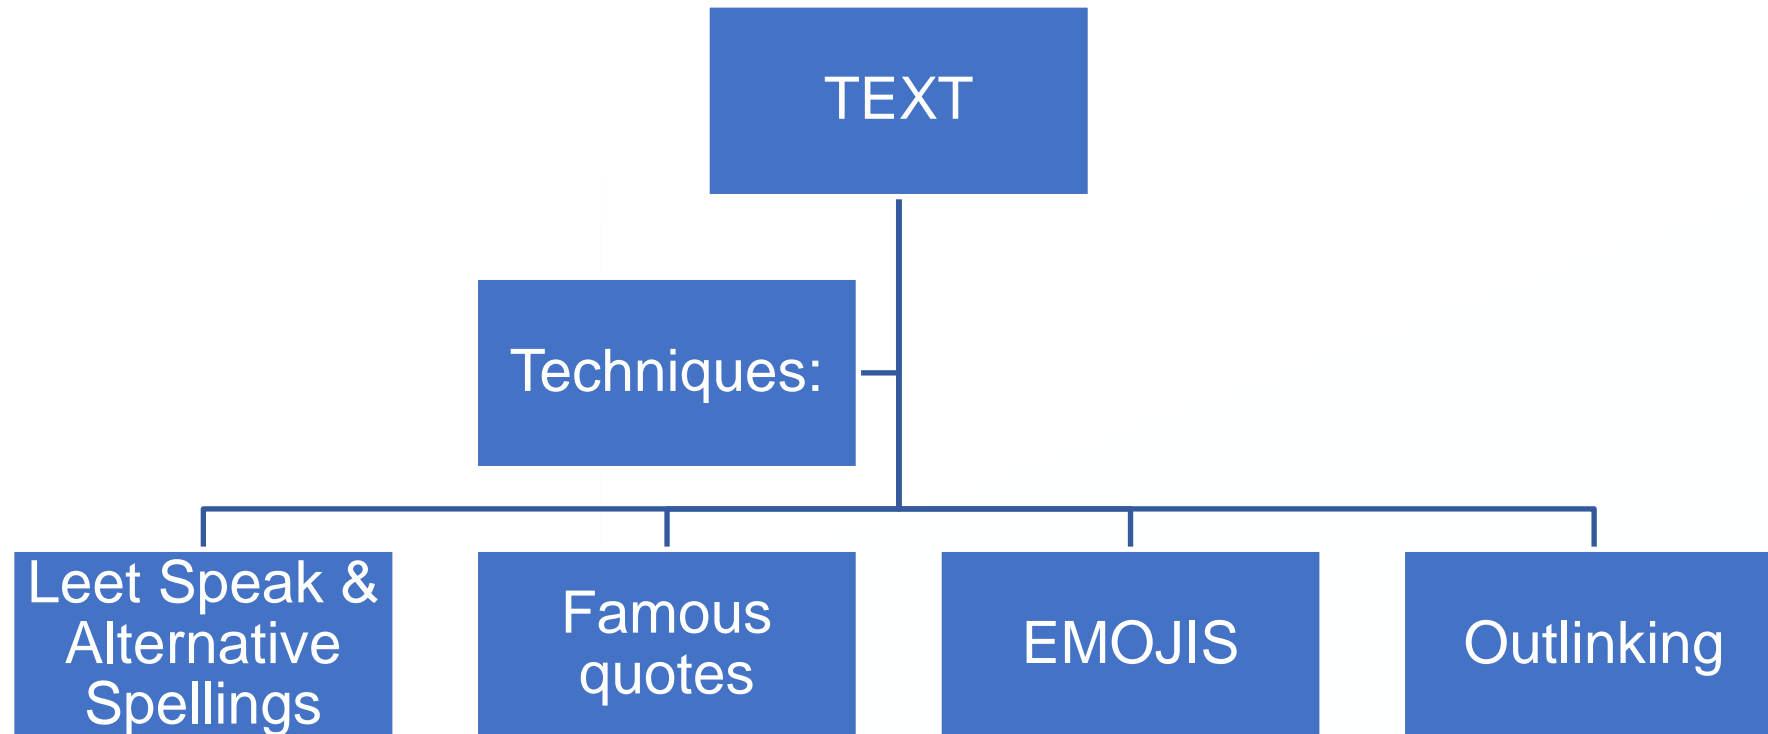 TEXT
Techniques:
Leet Speak &
Alternative
Spellings
Famous
quotes
EMOJIS
Outlinking